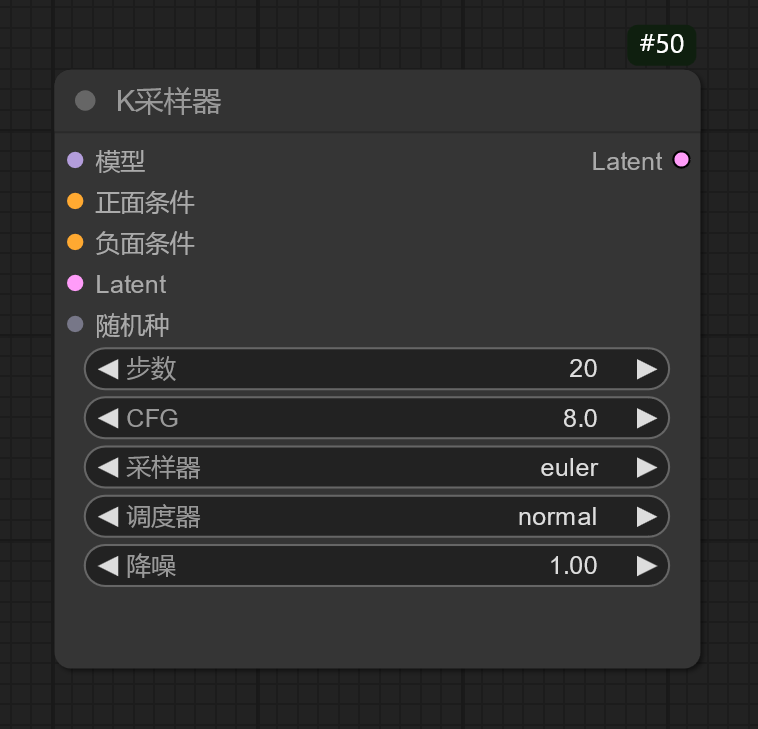 #50
K采样器
模型 Latent
正面条件
负面条件
Latent
随机种
步数 20
CFG 8.0
采样器 euler
调度器 normal
降噪 1.00